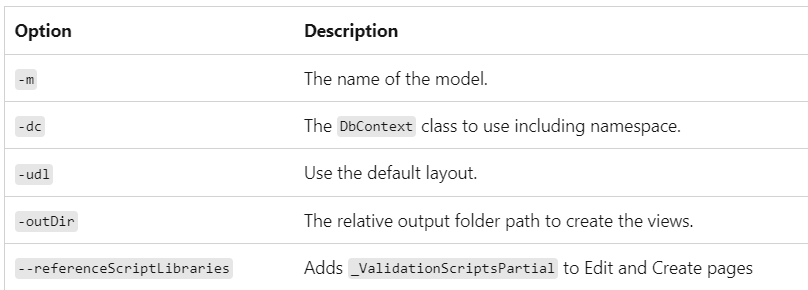 Option Description
-m The name of the model.
-dc The DbContext class to use including namespace.
-udl Use the default layout.
-outDir The relative output folder path to create the views.
--referenceScriptLibraries Adds _ValidationScriptsPartial to Edit and Create pages